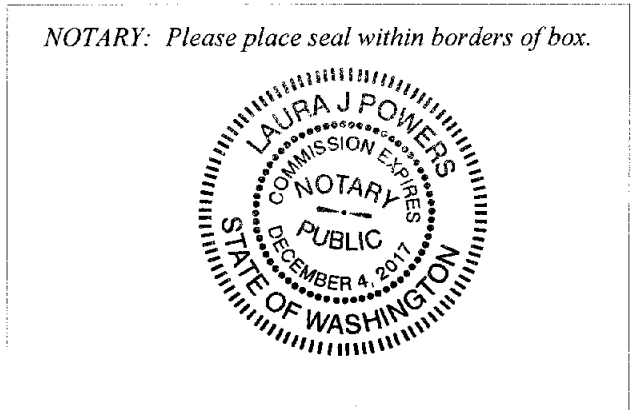 NOTARY: Please place seal within borders of box.
LAURA J POWERS
COMMISSION EXPIRES
NOTARY
PUBLIC
DECEMBER 4, 2017
STATE OF WASHINGTON